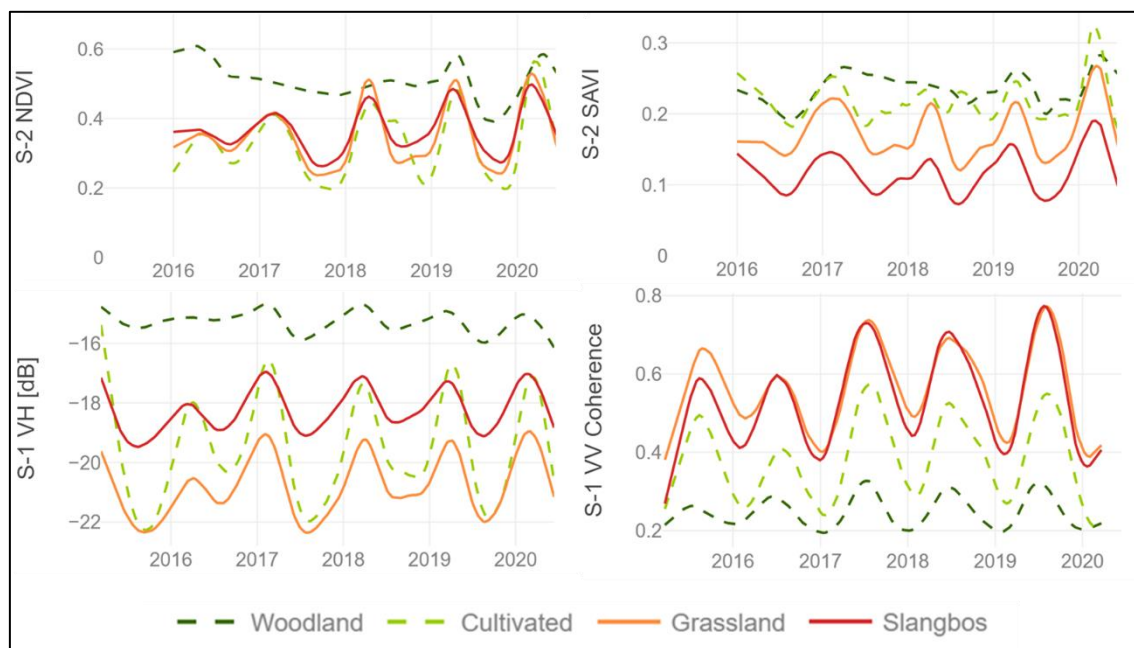 S-2 NDVI
0.6
0.4
0.2
0
2016 2017 2018 2019 2020
S-2 SAVI
0.3
0.2
0.1
0
2016 2017 2018 2019 2020
S-1 VH [dB]
−16
−18
−20
−22
2016 2017 2018 2019 2020
S-1 VV Coherence
0.8
0.6
0.4
0.2
2016 2017 2018 2019 2020
Woodland Cultivated Grassland Slangbos